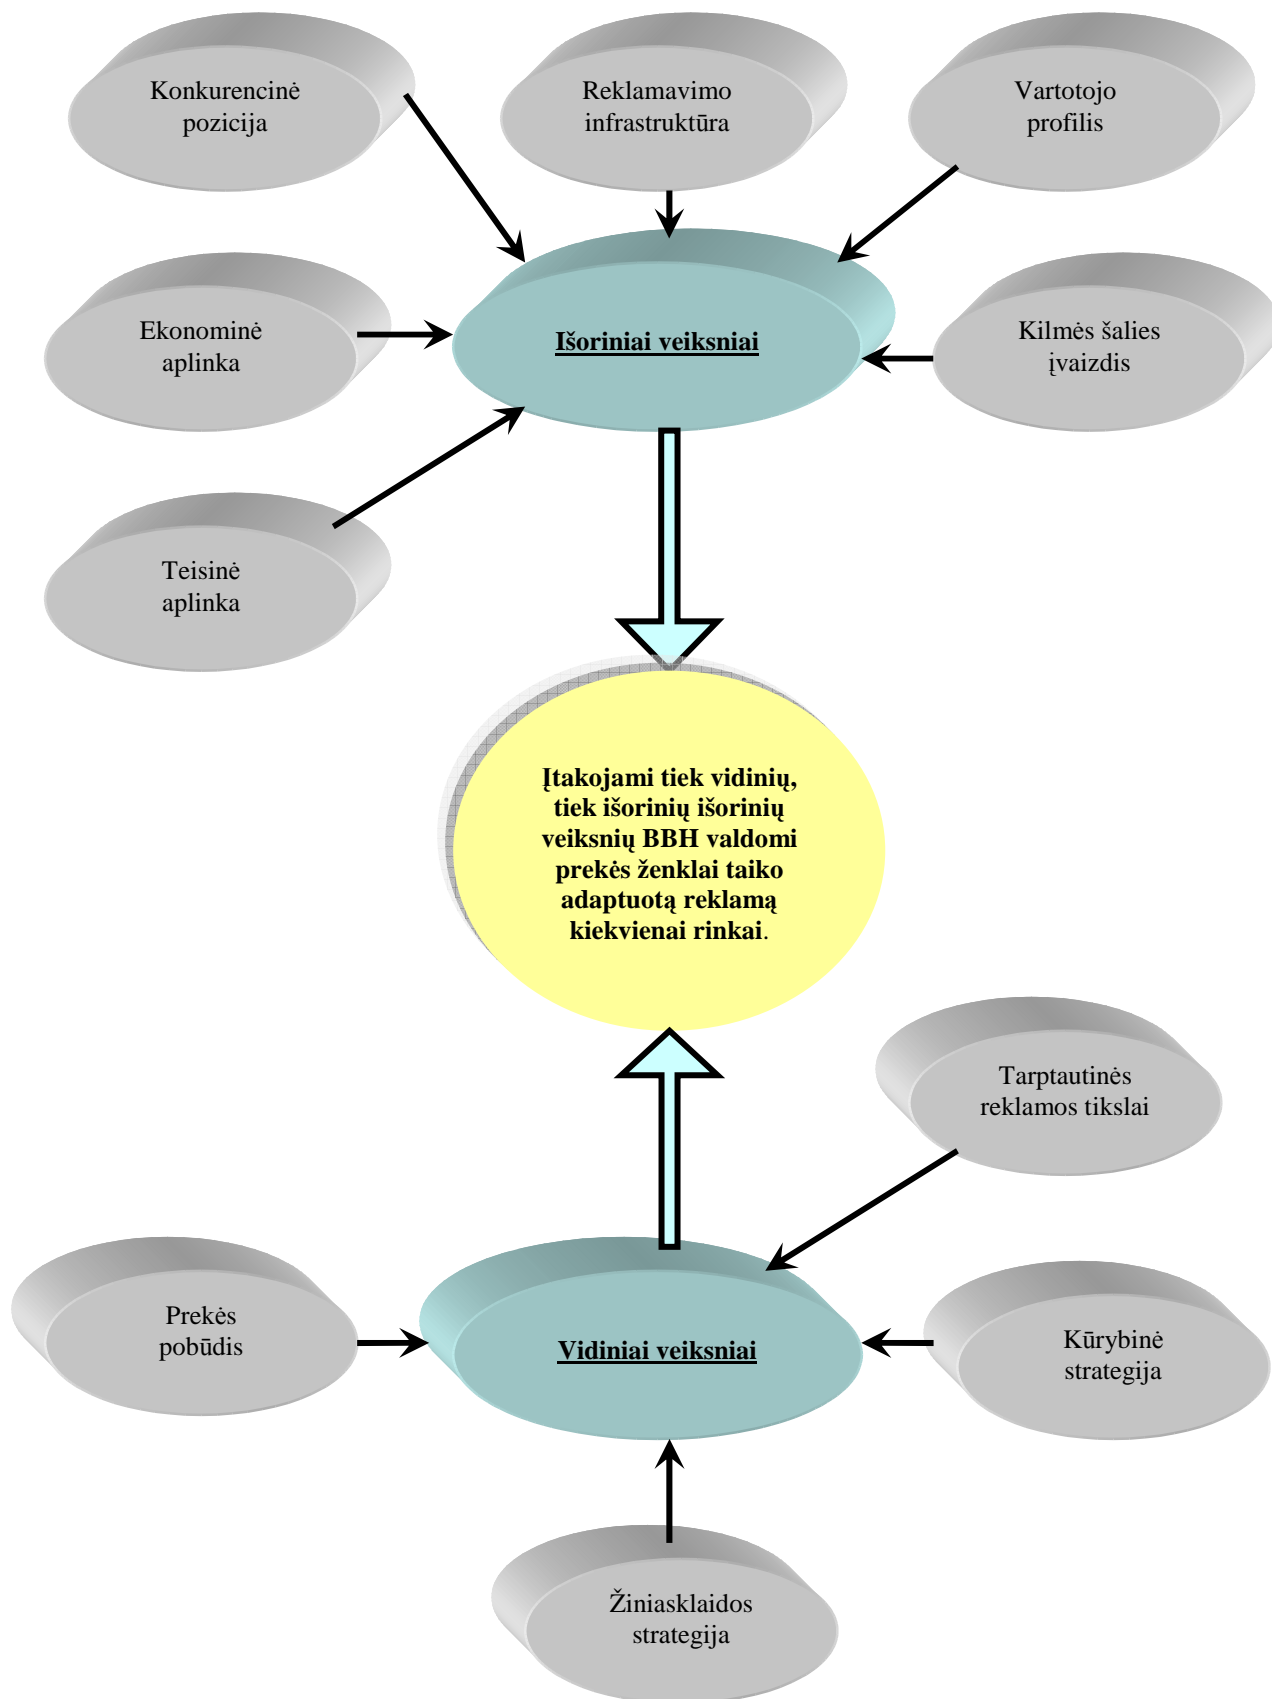 Konkurencinė
pozicija
Reklamavimo
infrastruktūra
Vartotojo
profilis
Ekonominė
aplinka
Išoriniai veiksniai
Kilmės šalies
įvaizdis
Teisinė
aplinka
Įtakojami tiek vidinių,
tiek išorinių išorinių
veiksnių BBH valdomi
prekės ženklai taiko
adaptuotą reklamą
kiekvienai rinkai.
Tarptautinės
reklamos tikslai
Prekės
pobūdis
Vidiniai veiksniai
Kūrybinė
strategija
Žiniasklaidos
strategija